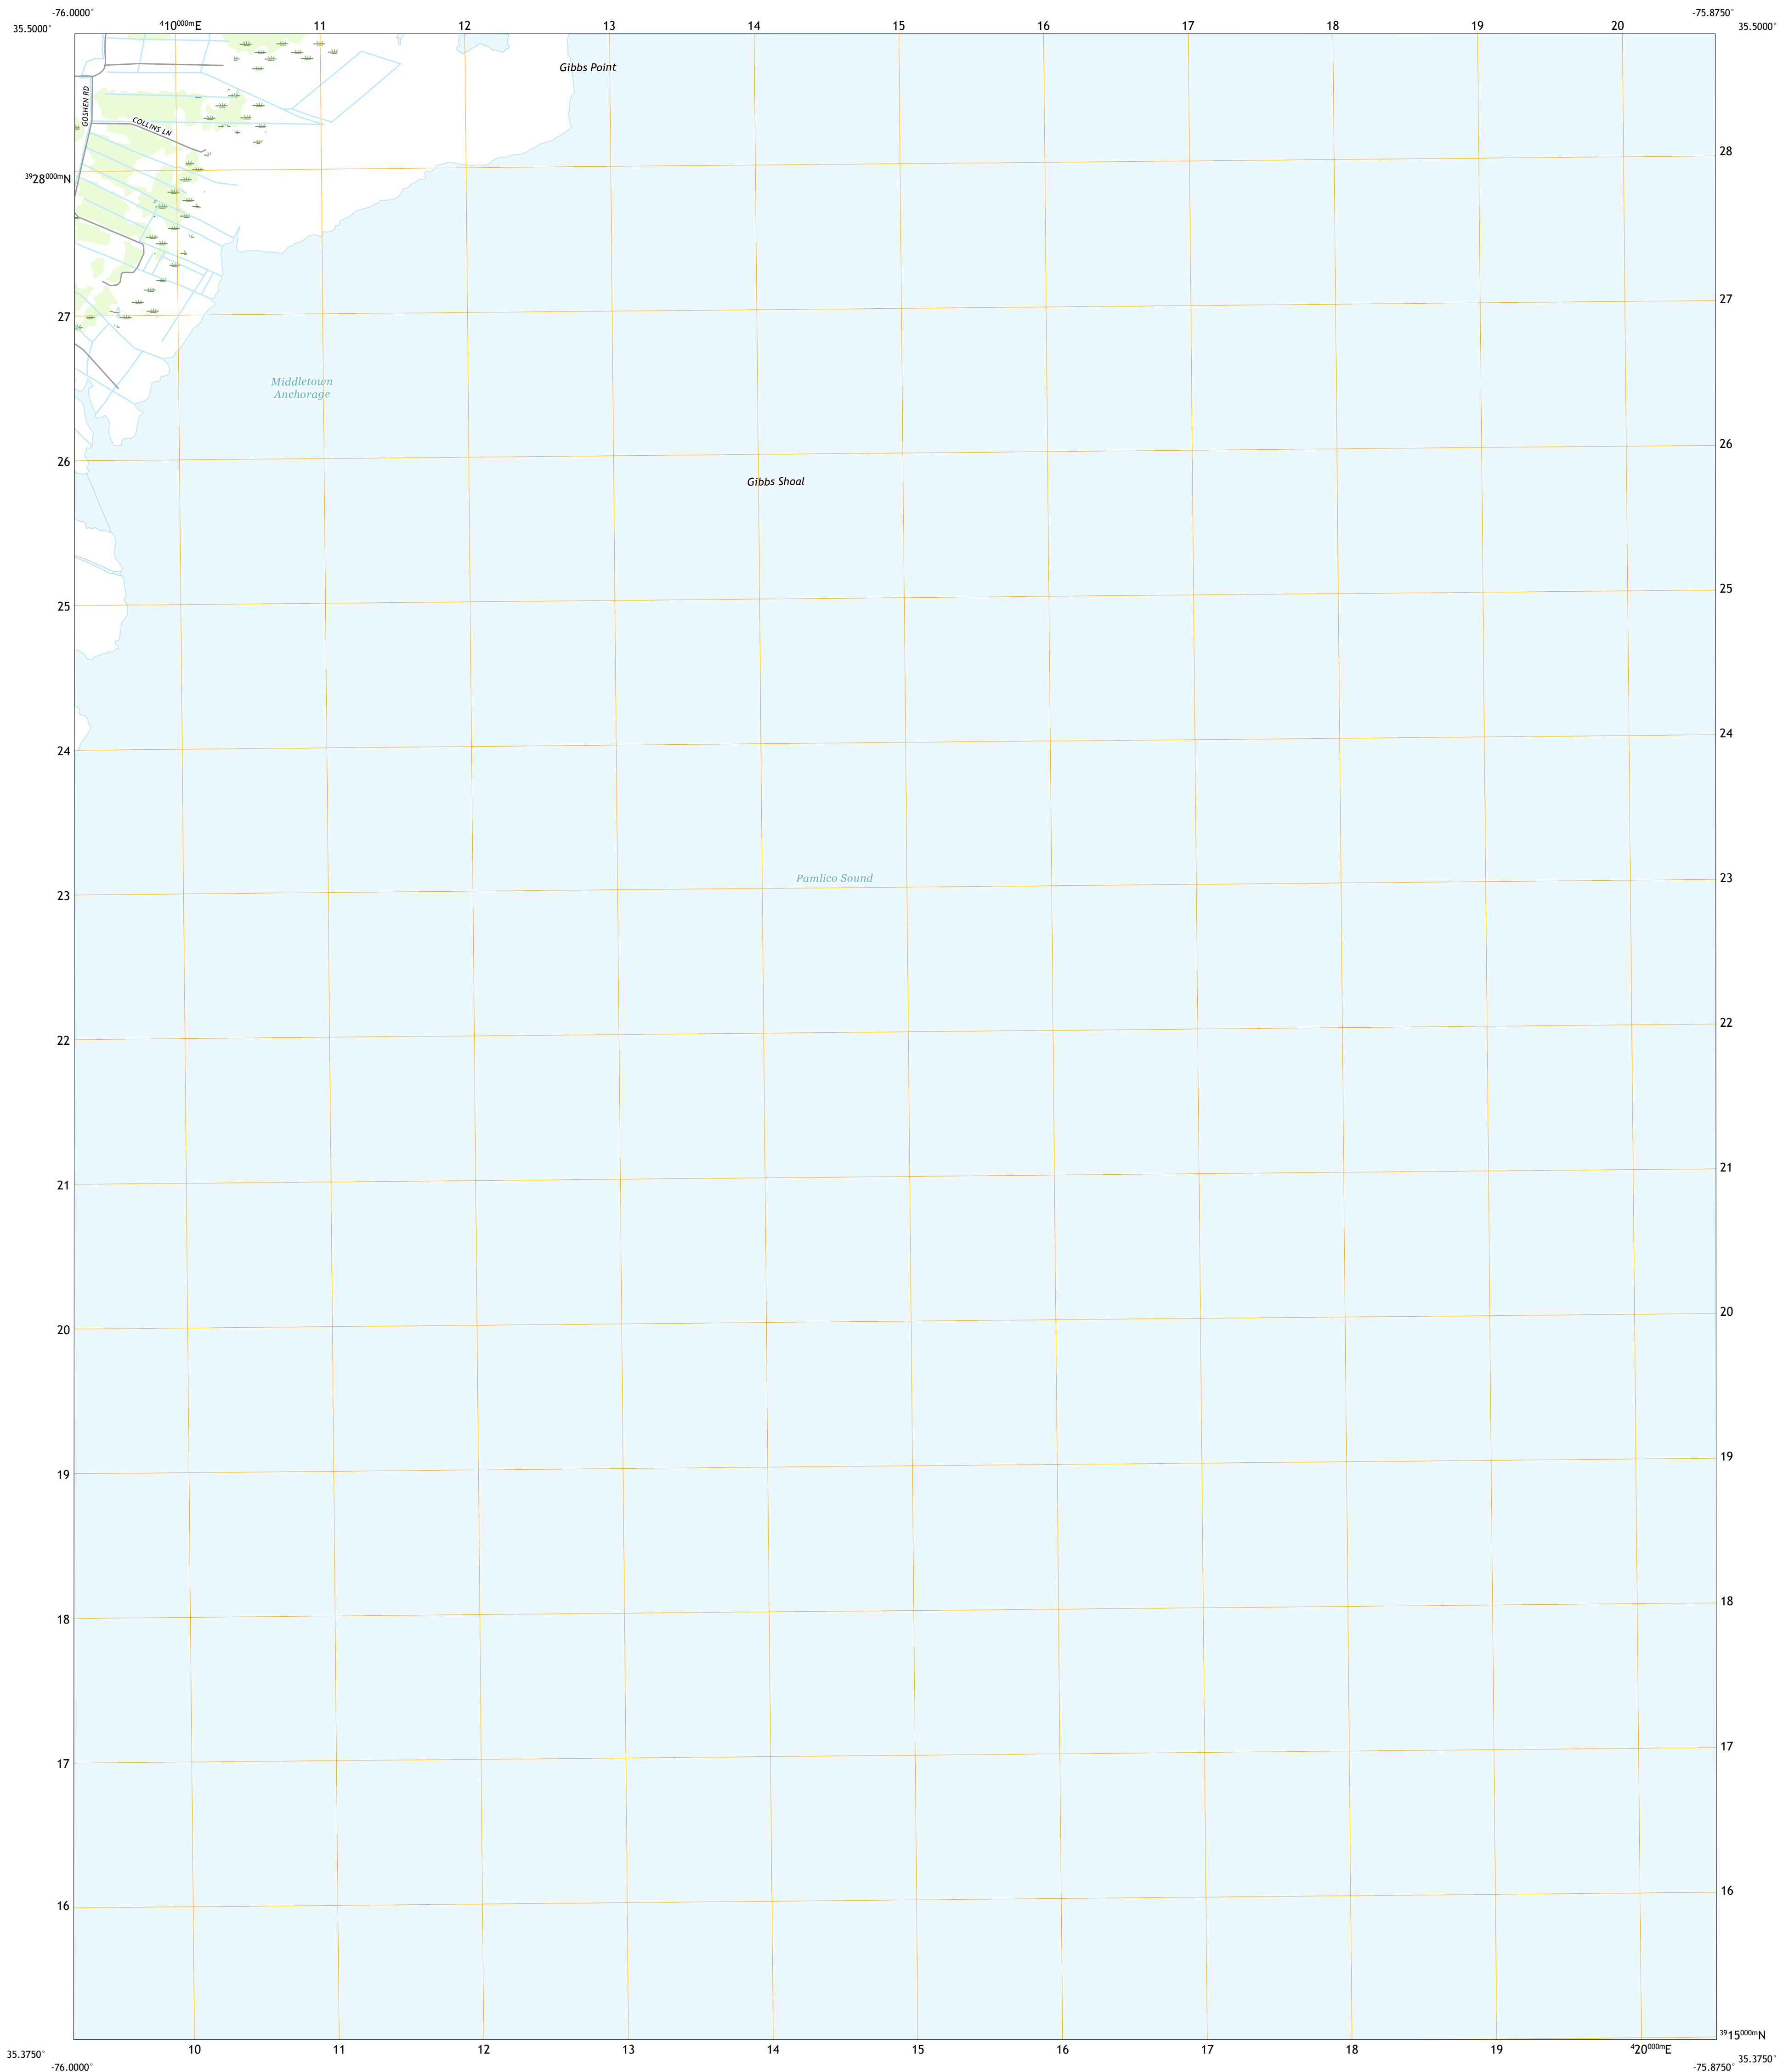 -76.0000° -75.8750°
35.5000° ⁴10⁰⁰⁰ᵐE 11 12 13 14 15 16 17 18 19 20 35.5000°
Gibbs Point
GOSHEN RD
COLLINS LN
³⁹28⁰⁰⁰ᵐN 28
27 27
Middletown
Anchorage
26 26
Gibbs Shoal
25 25
24 24
Pamlico Sound
23 23
22 22
21 21
20 20
19 19
18 18
17 17
16 16
³⁹15⁰⁰⁰ᵐN
10 11 12 13 14 15 16 17 18 19 ⁴20⁰⁰⁰ᵐE
35.3750° 35.3750°
-76.0000° -75.8750°